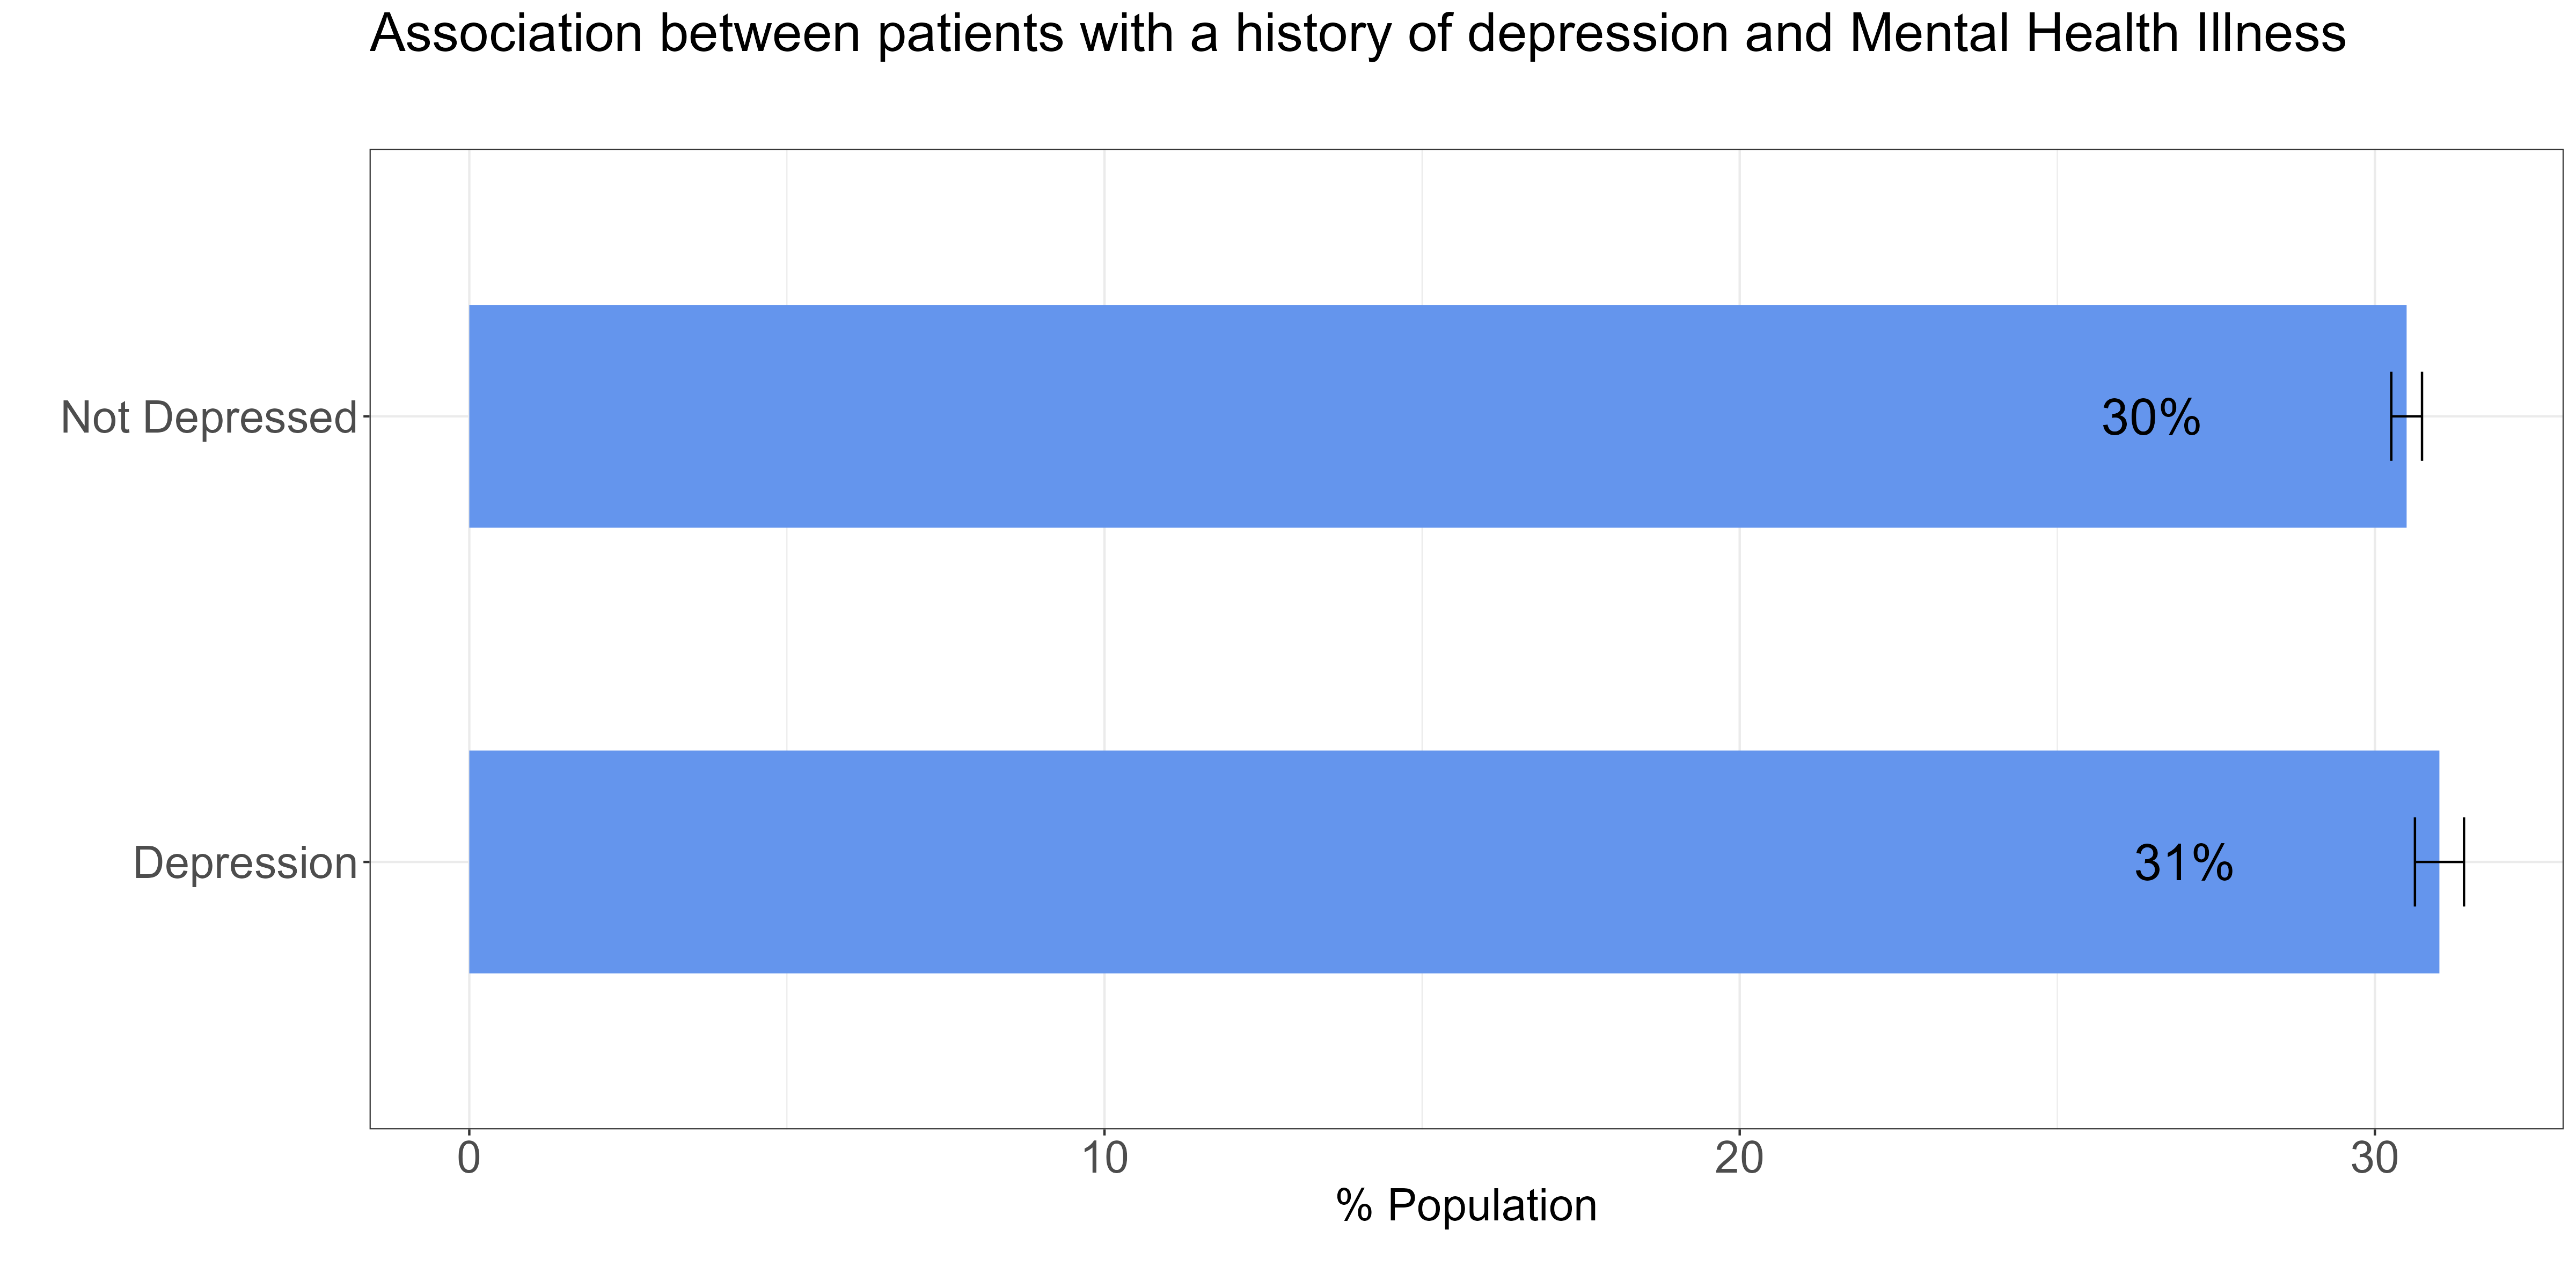 Association between patients with a history of depression and Mental Health Illness
Not Depressed
30%
Depression
31%
0 10 20 30
% Population